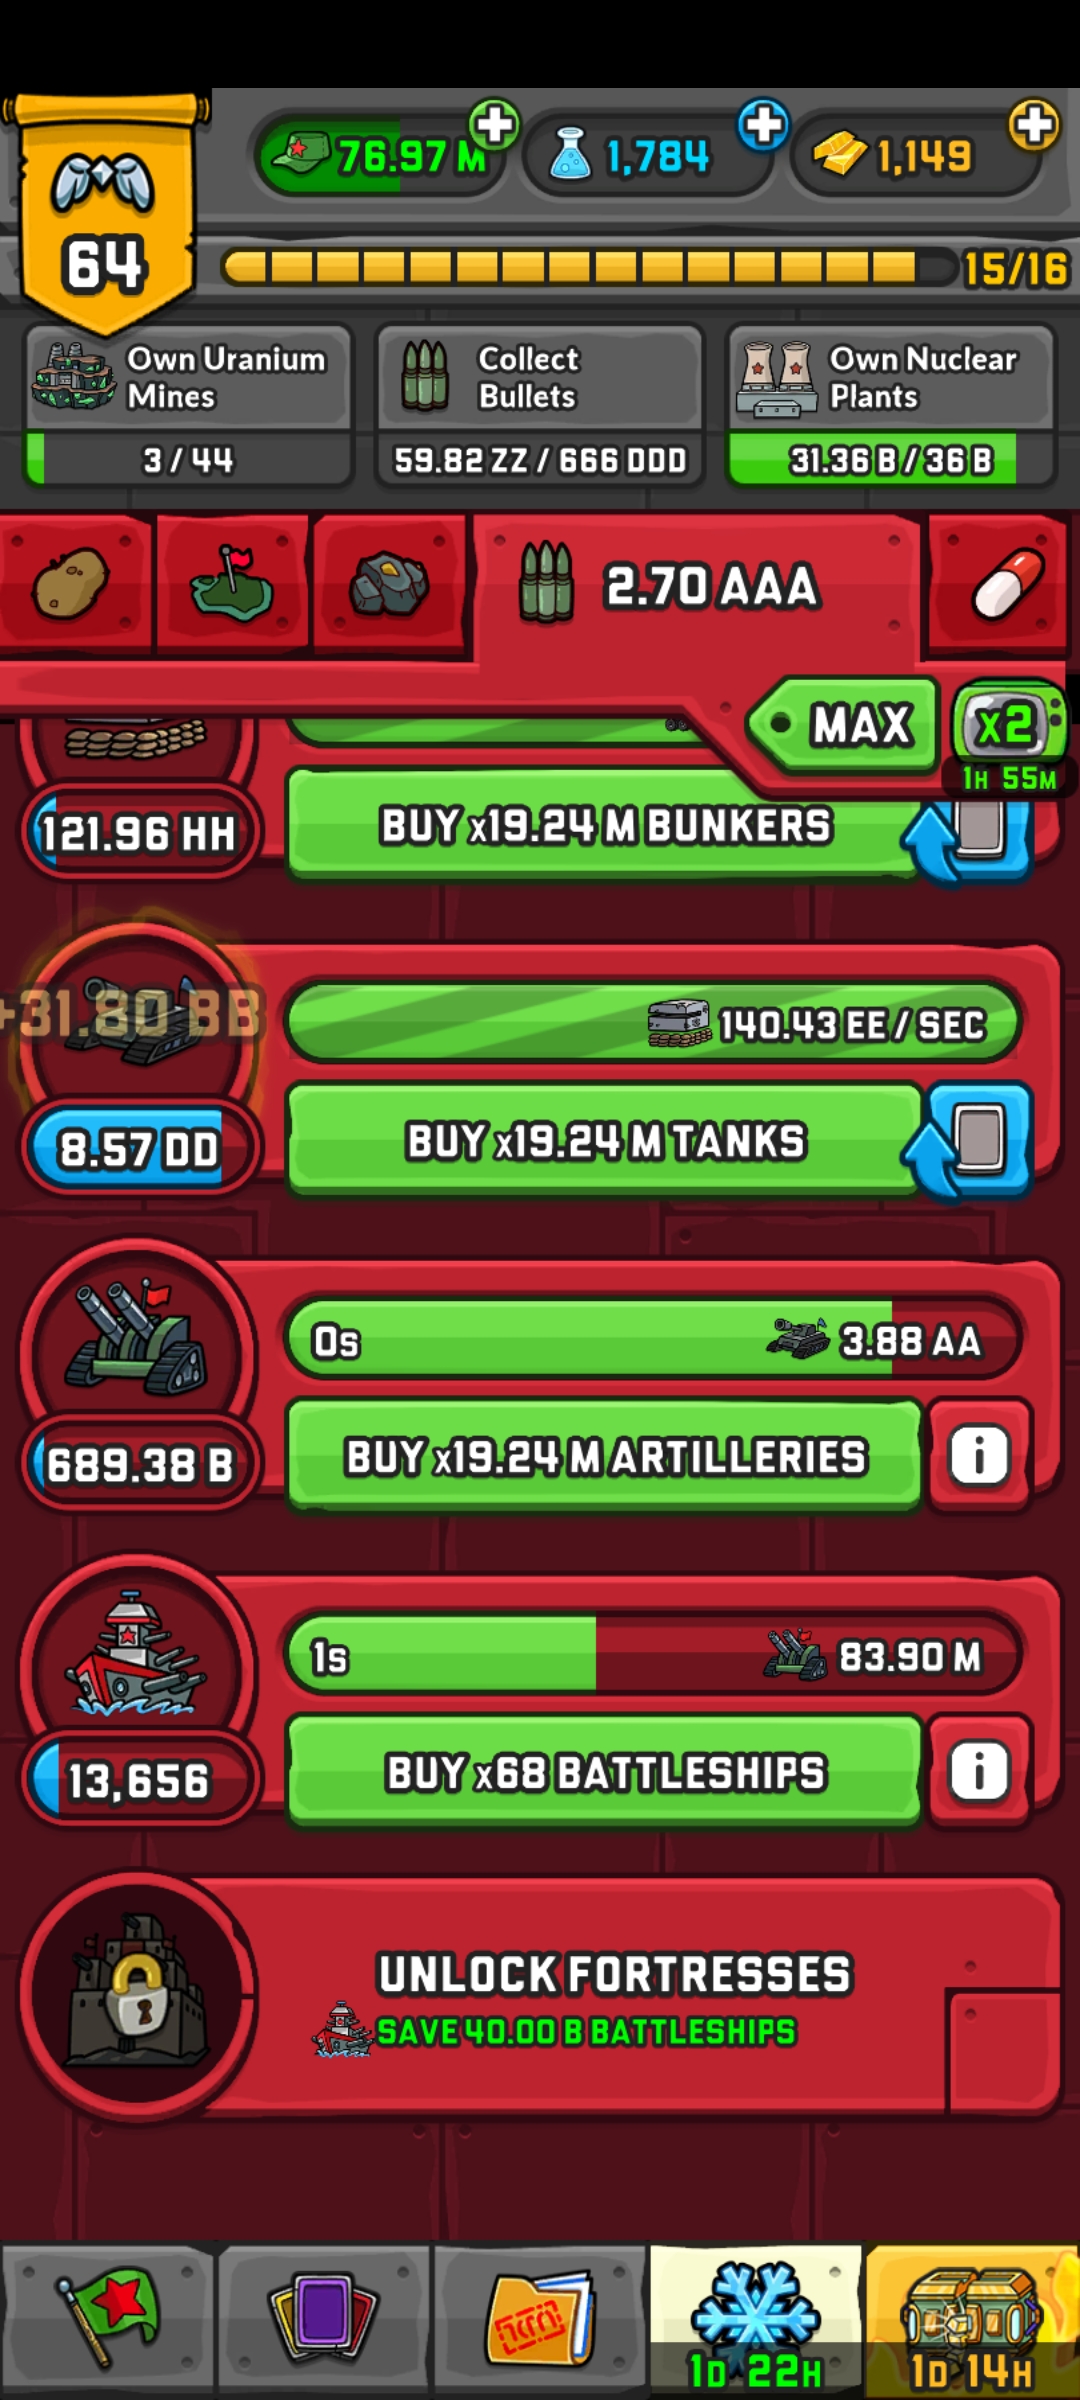 64
76.97 M
1,784
1,149
15/16
Own Uranium
Mines
3 / 44
Collect
Bullets
59.82 ZZ / 666 DDD
Own Nuclear
Plants
31.36 B / 36 B
2.70 AAA
MAX
x2
1H 55M
121.96 HH
BUY x19.24 M BUNKERS
+31.80 BB
140.43 EE / SEC
8.57 DD
BUY x19.24 M TANKS
0s
3.88 AA
689.38 B
BUY x19.24 M ARTILLERIES
i
1s
83.90 M
13,656
BUY x68 BATTLESHIPS
i
UNLOCK FORTRESSES
SAVE 40.00 B BATTLESHIPS
1D 22H
1D 14H